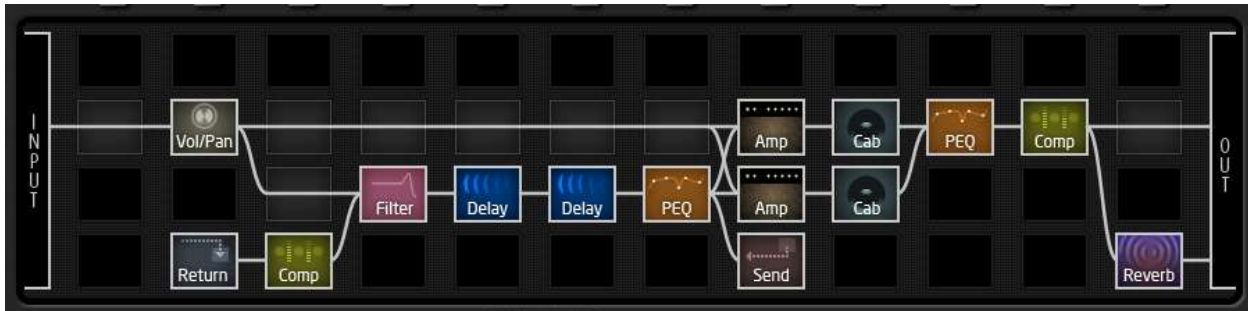 INPUT
Vol/Pan
Amp
Cab
PEQ
Comp
OUT
Filter
Delay
Delay
PEQ
Amp
Cab
Return
Comp
Send
Reverb